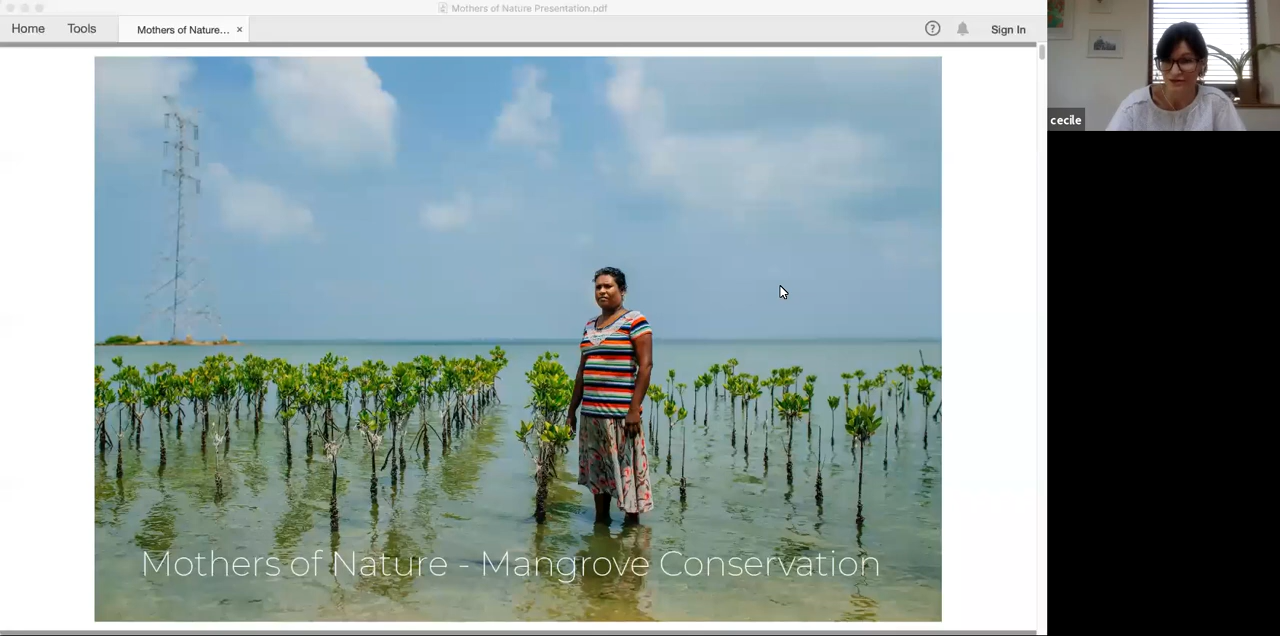 Mothers of Nature Presentation.pdf
Home Tools Mothers of Nature... × ? Sign In
cecile
Mothers of Nature - Mangrove Conservation